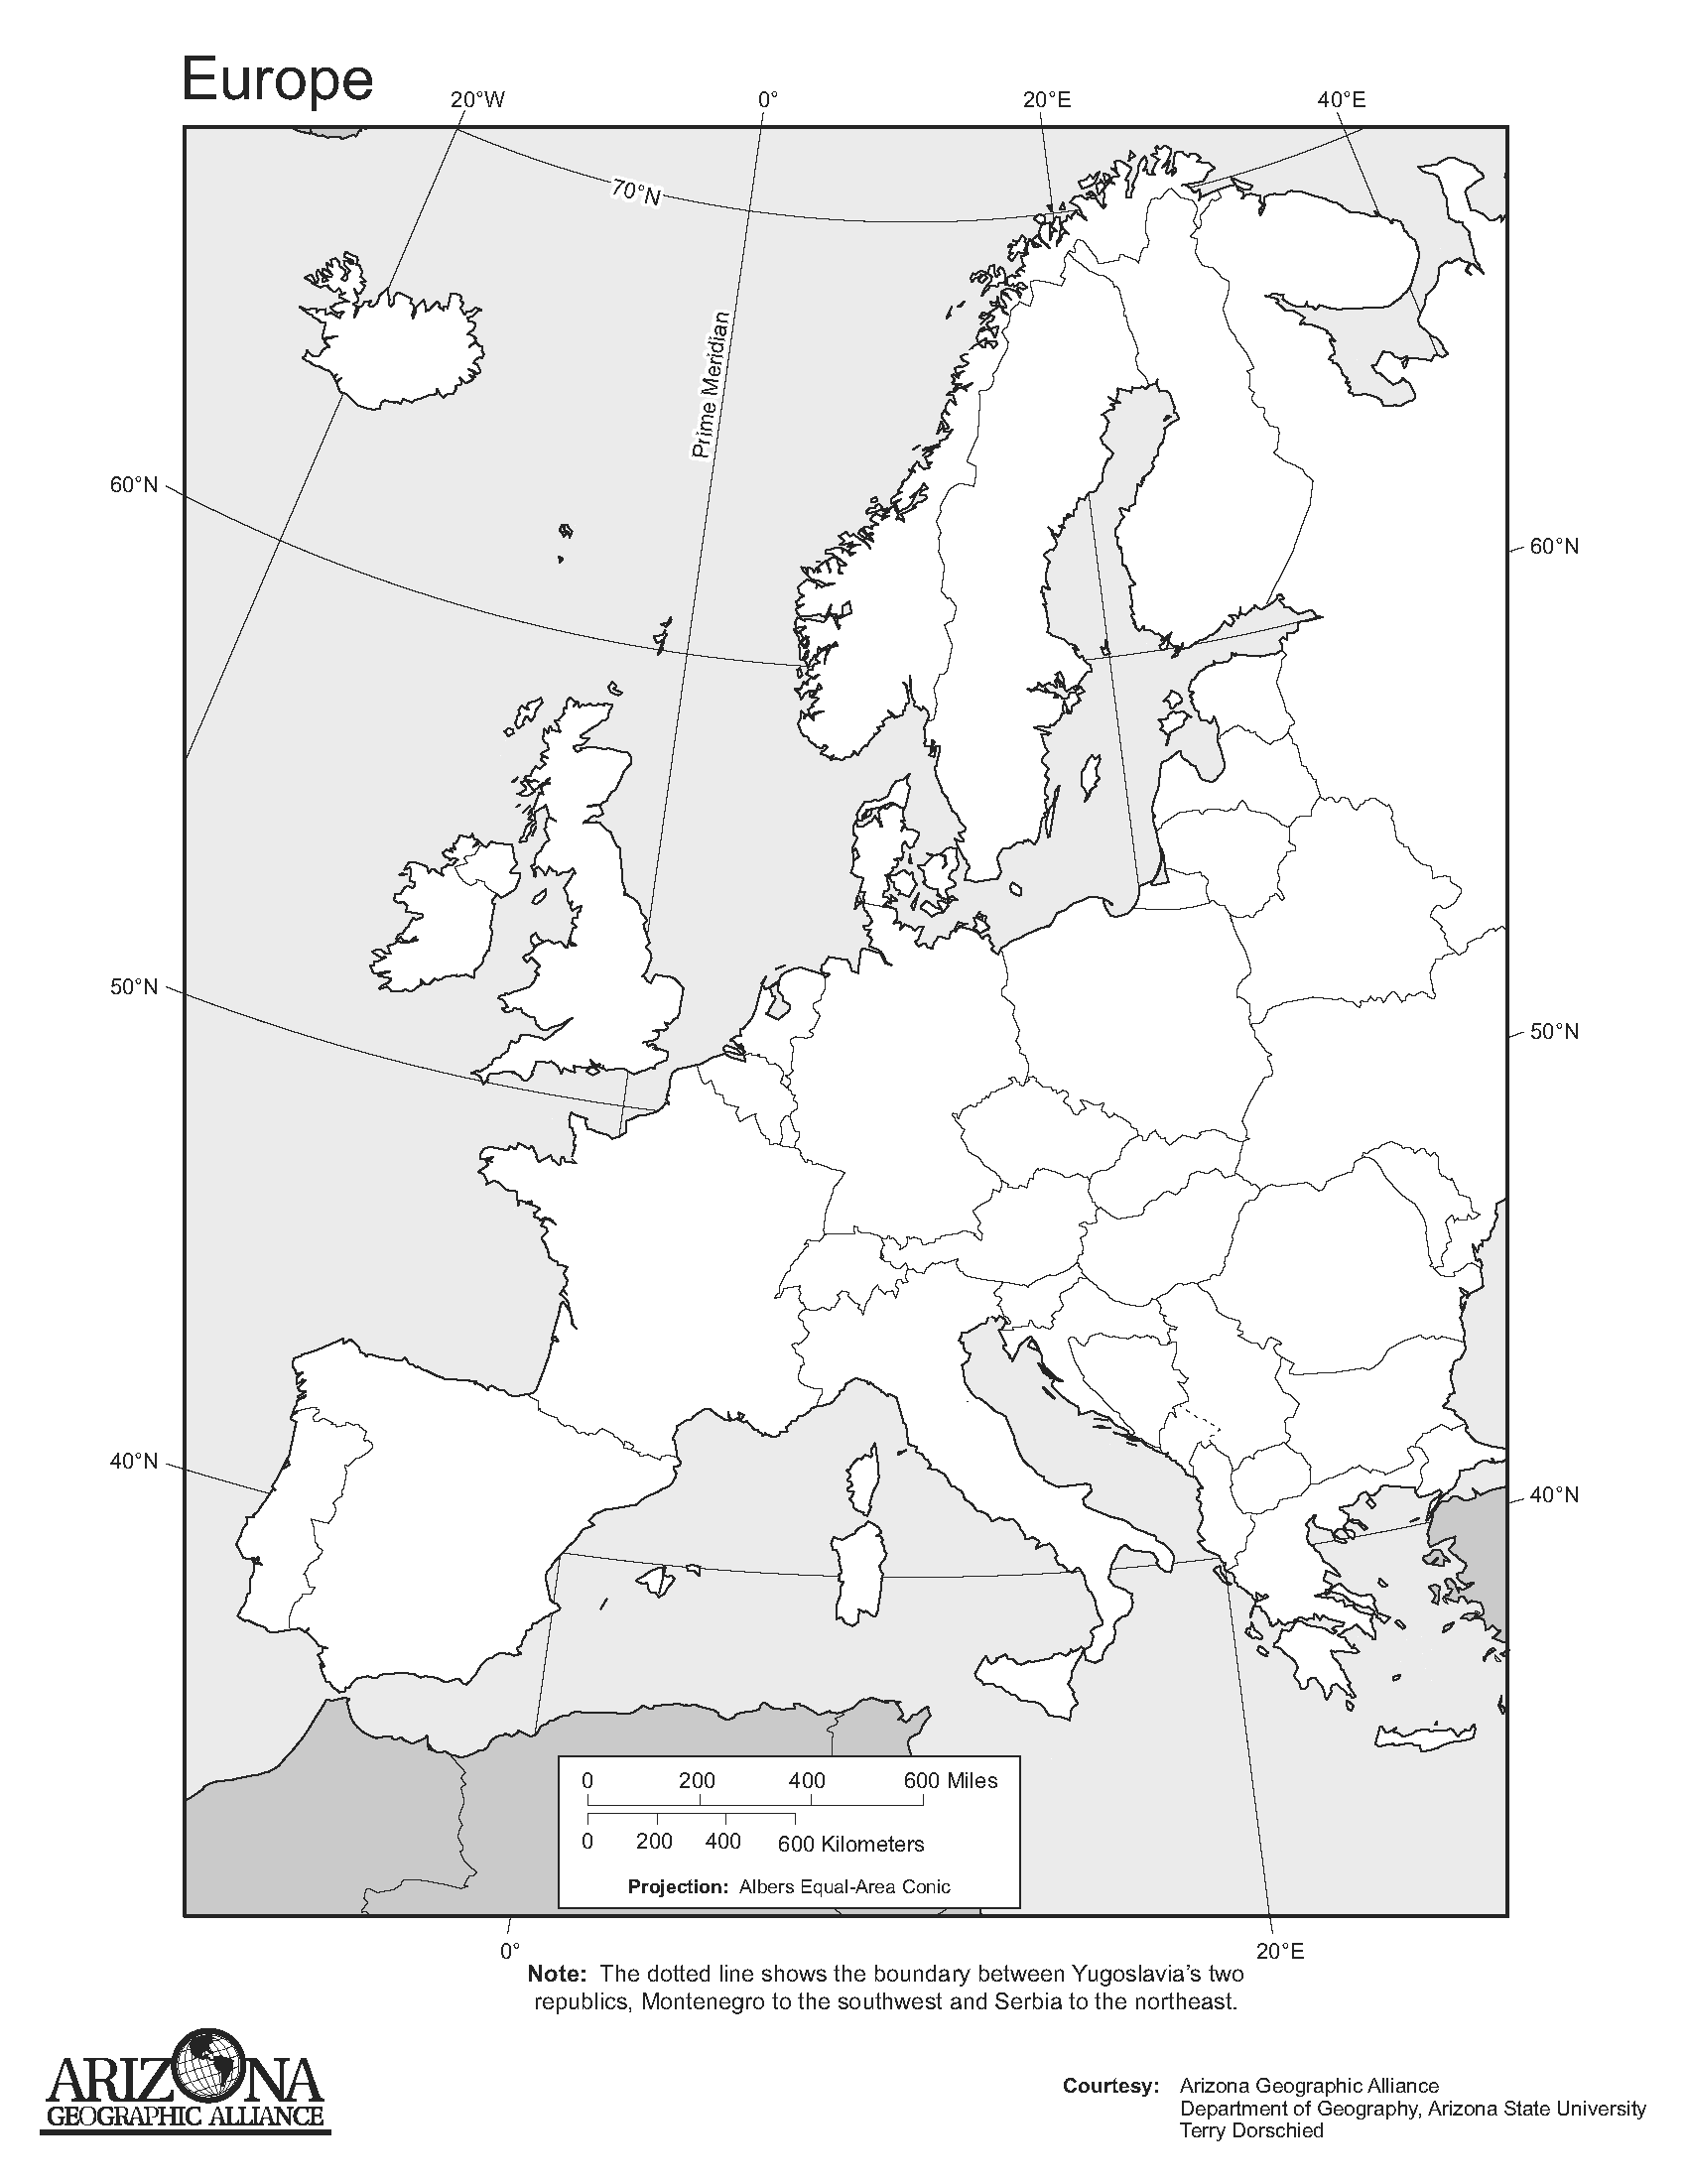 Europe
20°W
0°
20°E
40°E
70°N
Prime Meridian
60°N
60°N
50°N
50°N
40°N
40°N
0 200 400 600 Miles
0 200 400 600 Kilometers
Projection: Albers Equal-Area Conic
0°
20°E
Note: The dotted line shows the boundary between Yugoslavia's two
republics, Montenegro to the southwest and Serbia to the northeast.
ARIZONA
GEOGRAPHIC ALLIANCE
Courtesy: Arizona Geographic Alliance
Department of Geography, Arizona State University
Terry Dorschied